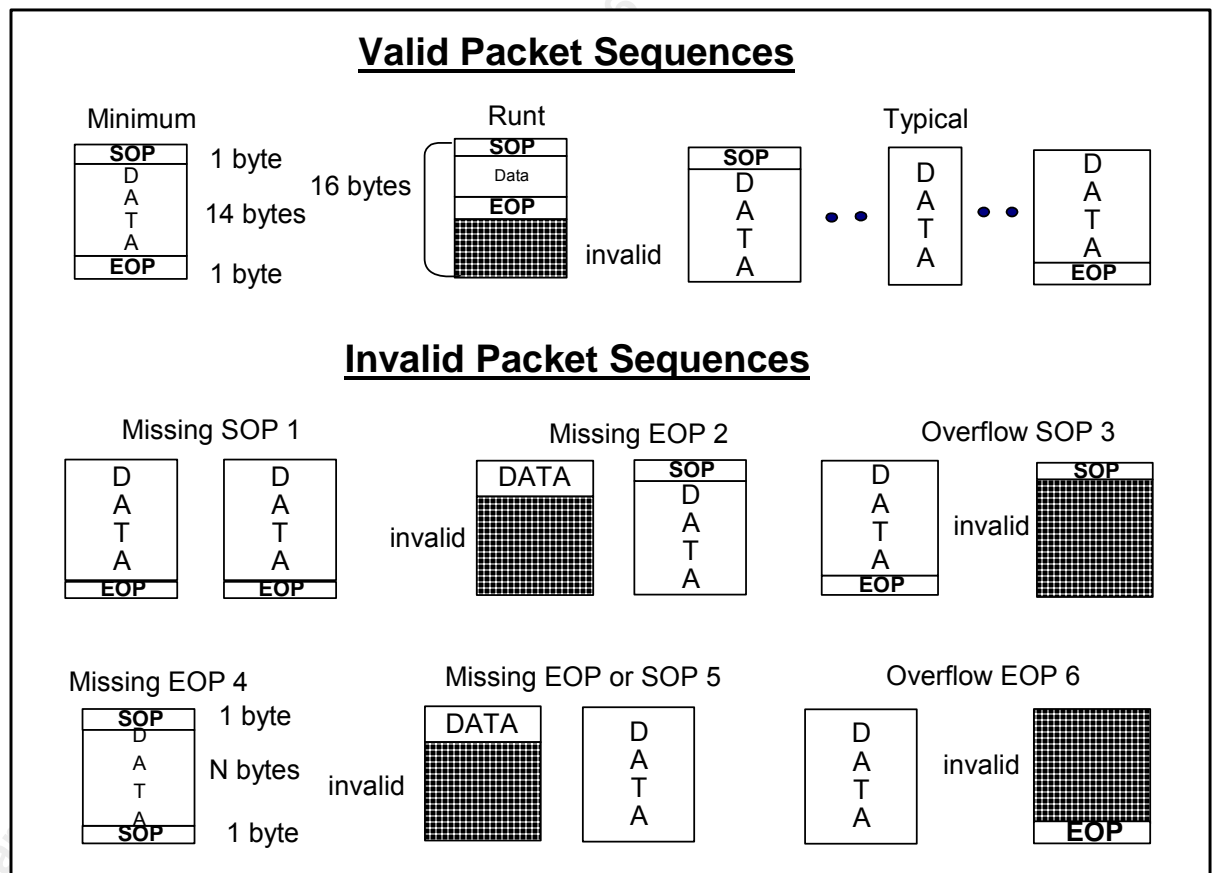 Valid Packet Sequences
Minimum
SOP
D
A
T
A
EOP
1 byte
14 bytes
1 byte
Runt
16 bytes
SOP
Data
EOP
invalid
Typical
SOP
D
A
T
A
D
A
T
A
D
A
T
A
EOP
Invalid Packet Sequences
Missing SOP 1
D
A
T
A
EOP
D
A
T
A
EOP
Missing EOP 2
invalid
DATA
SOP
D
A
T
A
Overflow SOP 3
D
A
T
A
EOP
invalid
SOP
Missing EOP 4
SOP
D
A
T
A
SOP
1 byte
N bytes
1 byte
Missing EOP or SOP 5
invalid
DATA
D
A
T
A
Overflow EOP 6
D
A
T
A
invalid
EOP